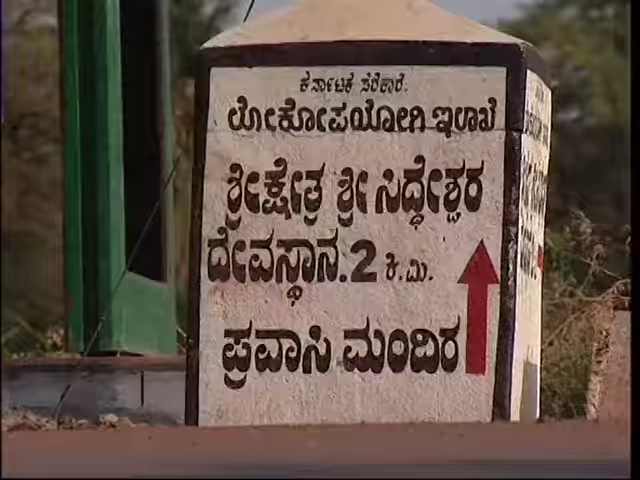 ಕರ್ನಾಟಕ ಸರಕಾರ.
ಲೋಕೋಪಯೋಗಿ ಇಲಾಖೆ
ಶ್ರೀಕ್ಷೇತ್ರ ಶ್ರೀ ಸಿದ್ಧೇಶ್ವರ
ದೇವಸ್ಥಾನ.2 ಕಿ.ಮಿ.
ಪ್ರವಾಸಿ ಮಂದಿರ